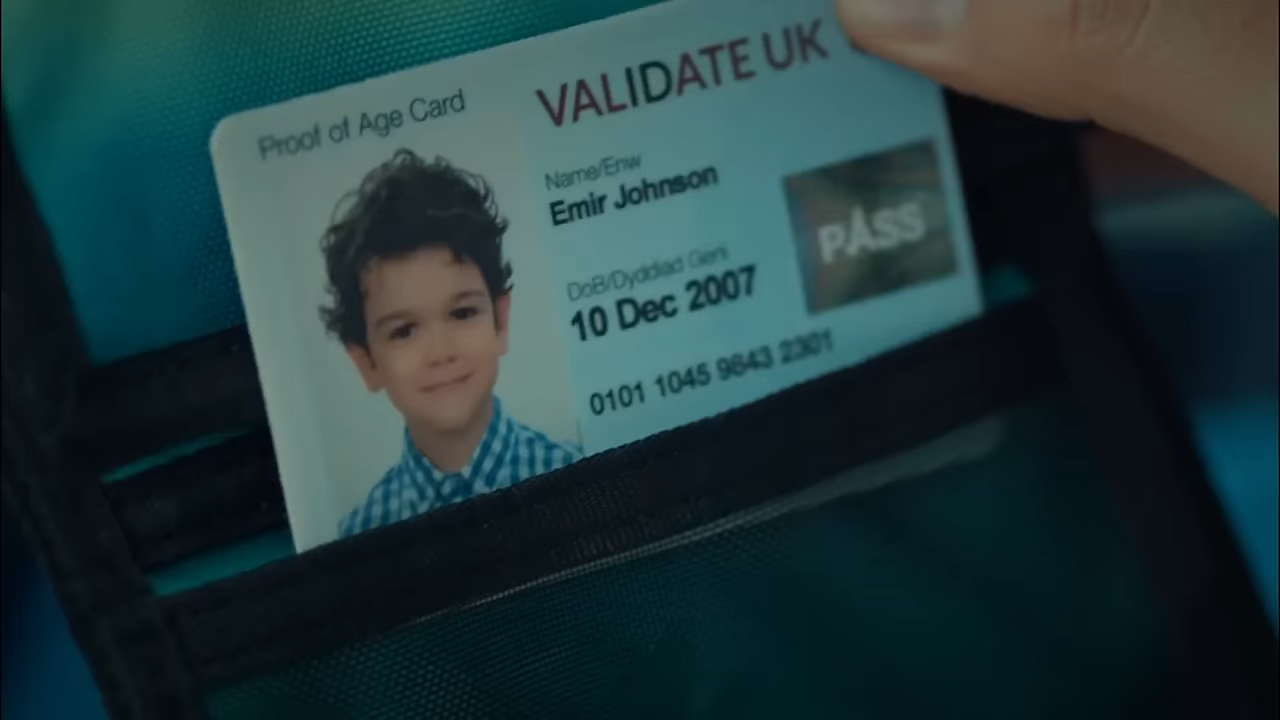 Proof of Age Card
VALIDATE UK
Name/Enw
Emir Johnson
DoB/Dyddiad Geni
10 Dec 2007
PASS
0101 1045 9843 2301